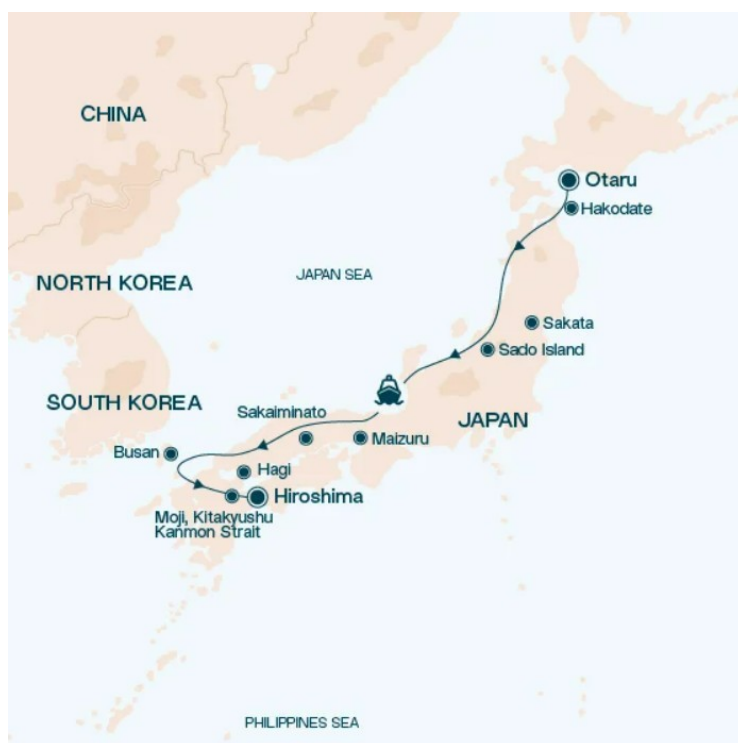 CHINA
Otaru
Hakodate
JAPAN SEA
NORTH KOREA
Sakata
Sado Island
SOUTH KOREA
Sakaiminato
JAPAN
Maizuru
Busan
Hagi
Hiroshima
Moji, Kitakyushu
Kanmon Strait
PHILIPPINES SEA